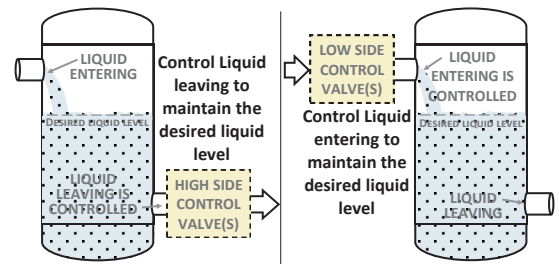 LIQUID
ENTERING
Control Liquid
leaving to
maintain the
desired liquid
level
DESIRED LIQUID LEVEL
LIQUID
LEAVING IS
CONTROLLED
HIGH SIDE
CONTROL
VALVE(S)
LOW SIDE
CONTROL
VALVE(S)
LIQUID
ENTERING IS
CONTROLLED
Control Liquid
entering to
maintain the
desired liquid
level
DESIRED LIQUID LEVEL
LIQUID
LEAVING